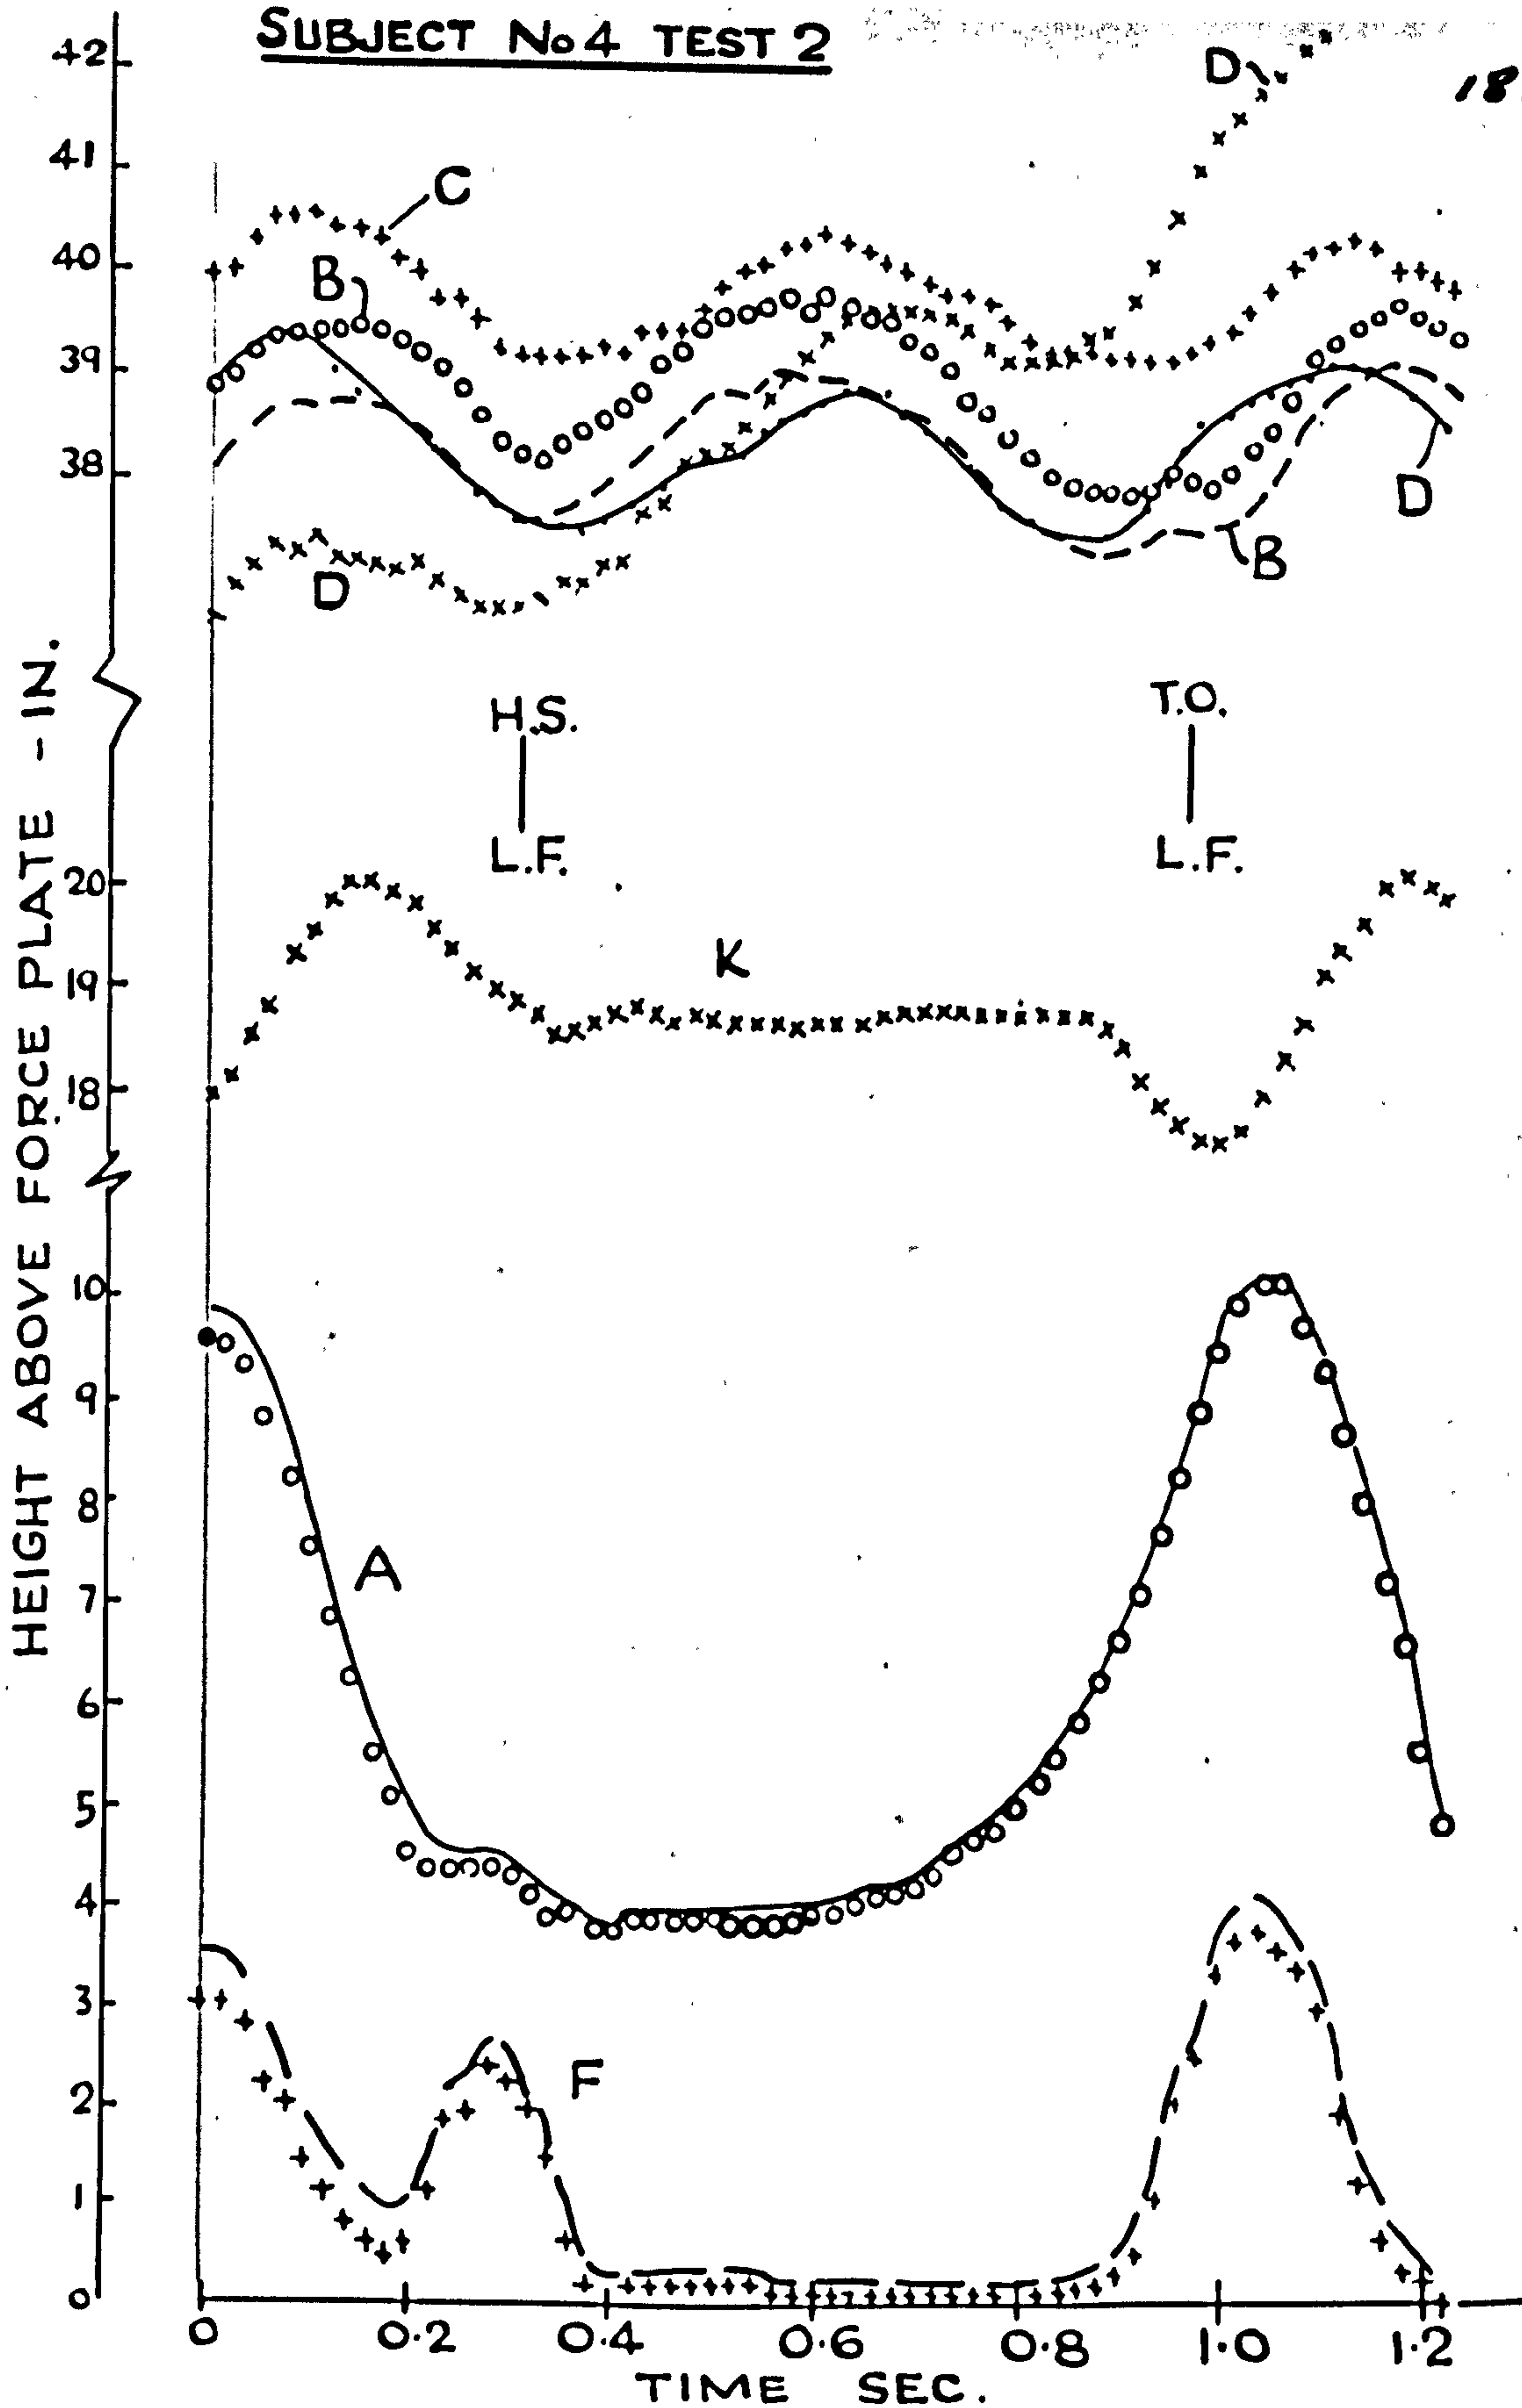 SUBJECT No 4 TEST 2
18.
42
41
40
39
38
20
19
18
10
9
8
7
6
5
4
3
2
1
0
HEIGHT ABOVE FORCE PLATE - IN.
D
C
B
D
B
D
H.S.
L.F.
T.O.
L.F.
K
A
F
0
0.2
0.4
0.6
0.8
1.0
1.2
TIME SEC.